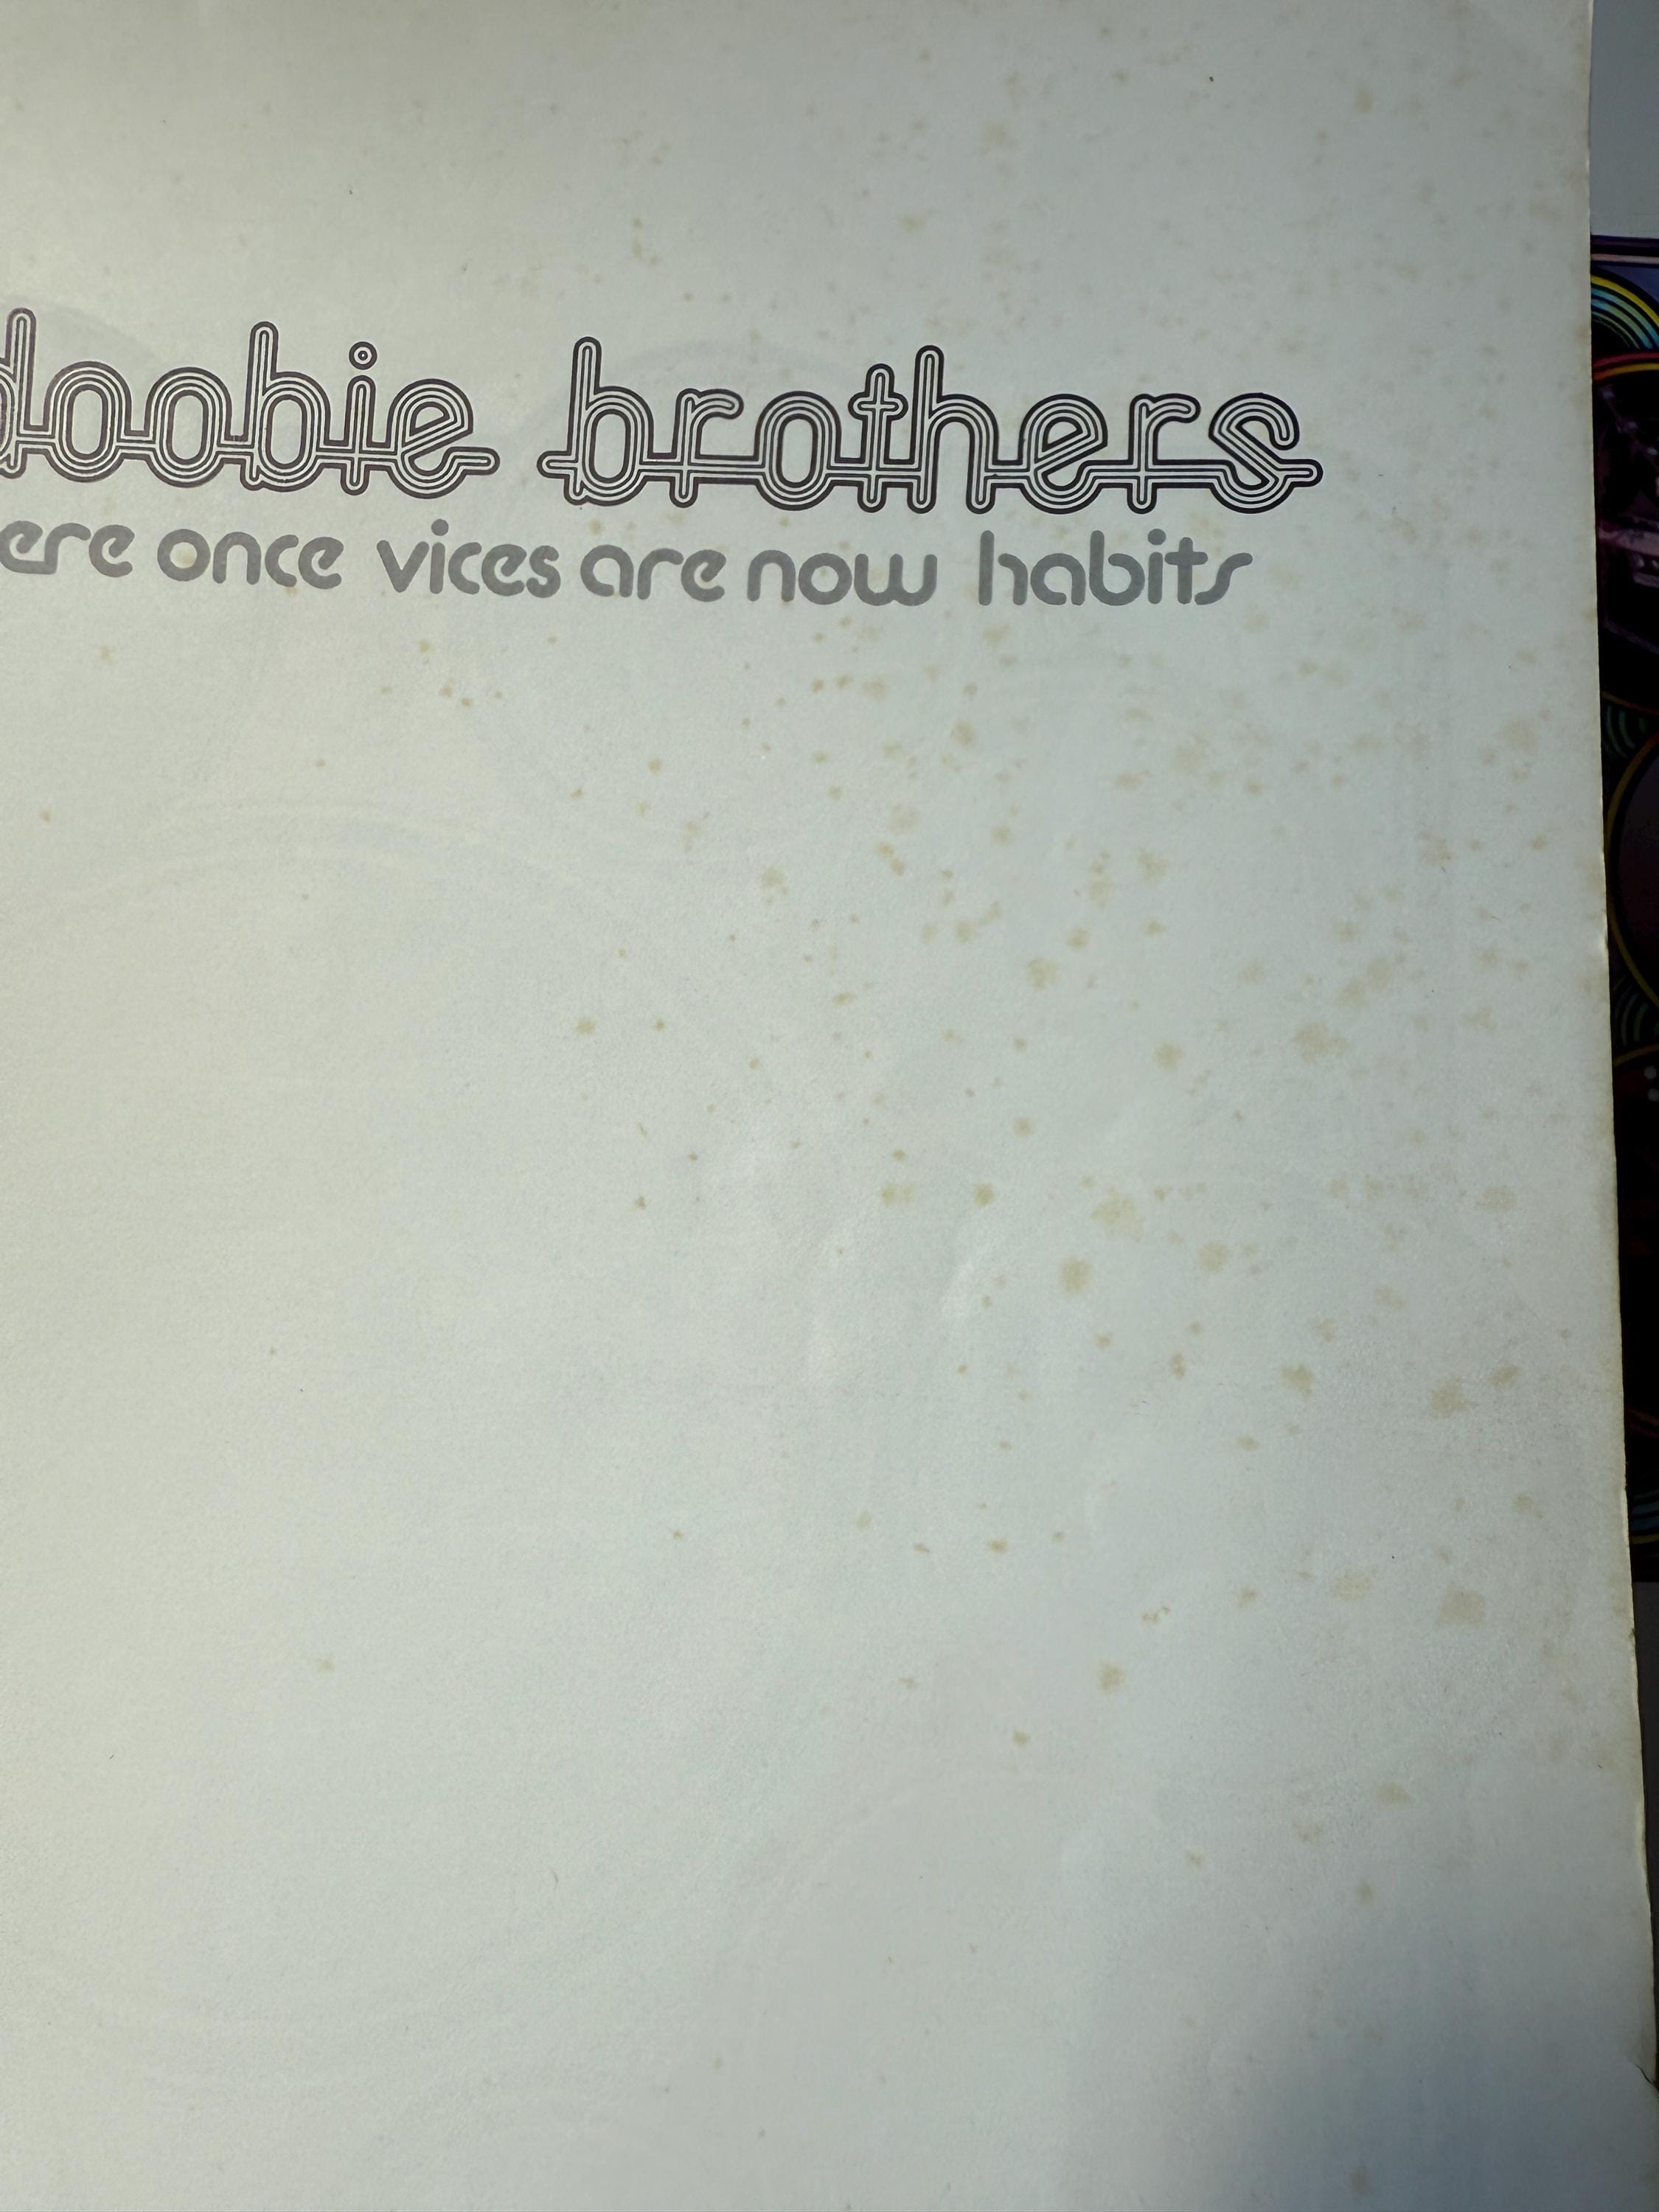 doobie brothers
ere once vices are now habits